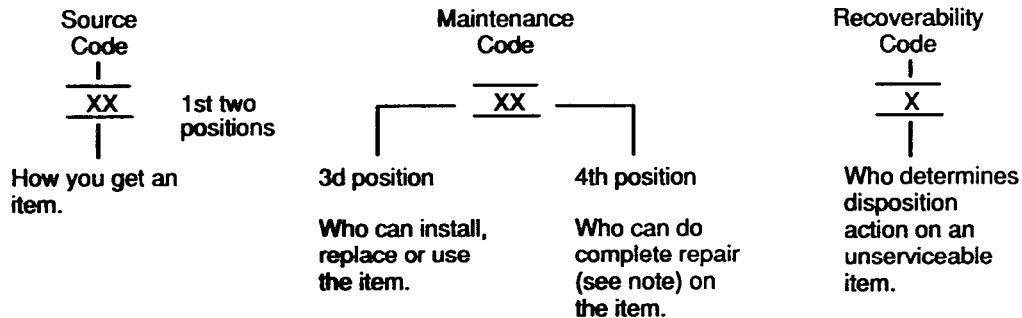 Source
Code
XX
1st two
positions
How you get an
item.
Maintenance
Code
XX
3d position
Who can install,
replace or use
the item.
4th position
Who can do
complete repair
(see note) on
the item.
Recoverability
Code
X
Who determines
disposition
action on an
unserviceable
item.